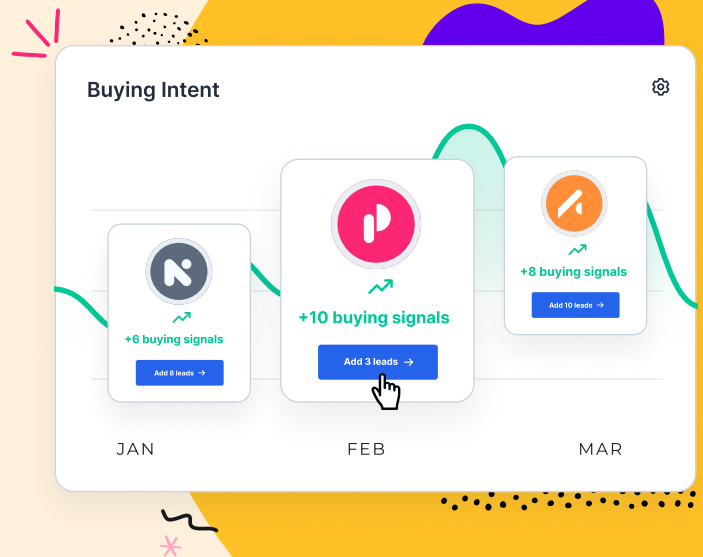 Buying Intent
+6 buying signals
Add 8 leads
+10 buying signals
Add 3 leads
+8 buying signals
Add 10 leads
JAN
FEB
MAR